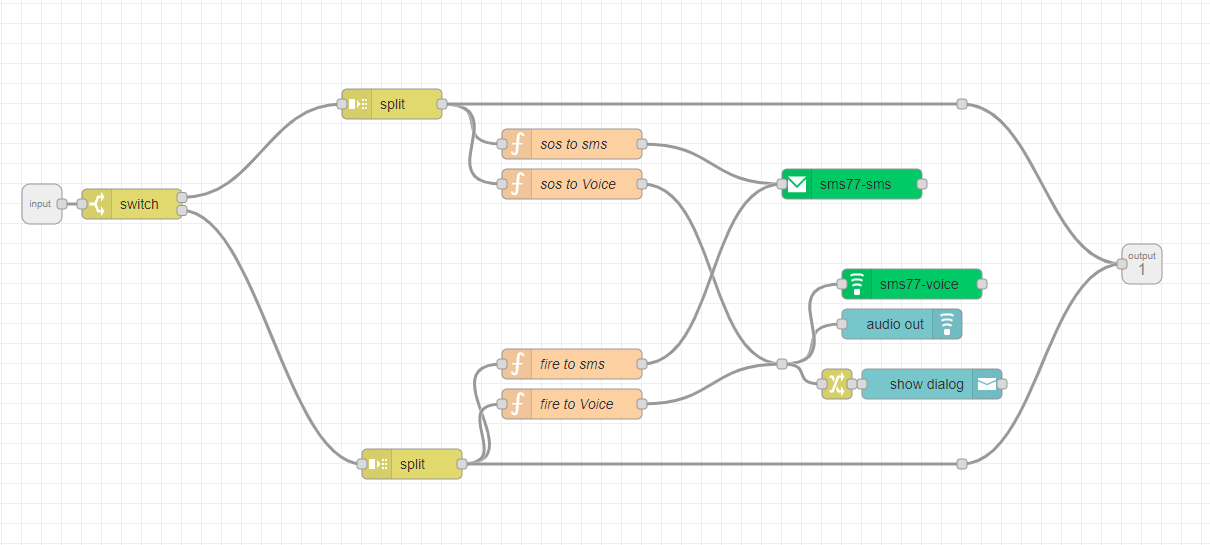 split
sos to sms
sos to Voice
sms77-sms
input
switch
output
1
sms77-voice
audio out
fire to sms
show dialog
fire to Voice
split